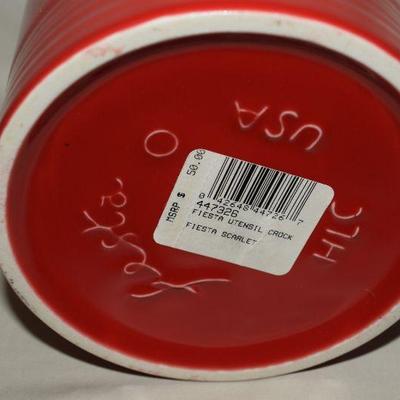 fiesta
HLC
USA
MSRP $ 50.00
0 42648 44726 7
447326
FIESTA UTENSIL CROCK
FIESTA SCARLET